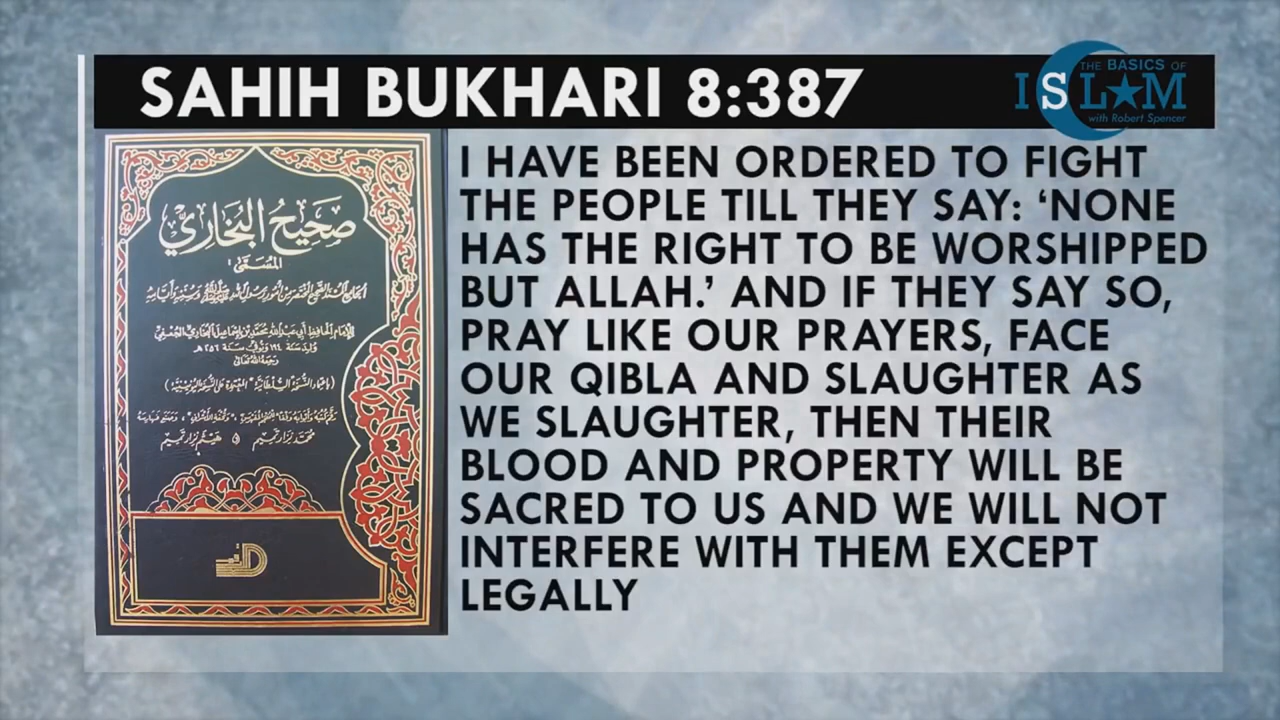 SAHIH BUKHARI 8:387
THE BASICS OF
ISLAM
with Robert Spencer
صحيح البخاري
المسمى:
I HAVE BEEN ORDERED TO FIGHT
THE PEOPLE TILL THEY SAY: ‘NONE
HAS THE RIGHT TO BE WORSHIPPED
BUT ALLAH.’ AND IF THEY SAY SO,
PRAY LIKE OUR PRAYERS, FACE
OUR QIBLA AND SLAUGHTER AS
WE SLAUGHTER, THEN THEIR
BLOOD AND PROPERTY WILL BE
SACRED TO US AND WE WILL NOT
INTERFERE WITH THEM EXCEPT
LEGALLY